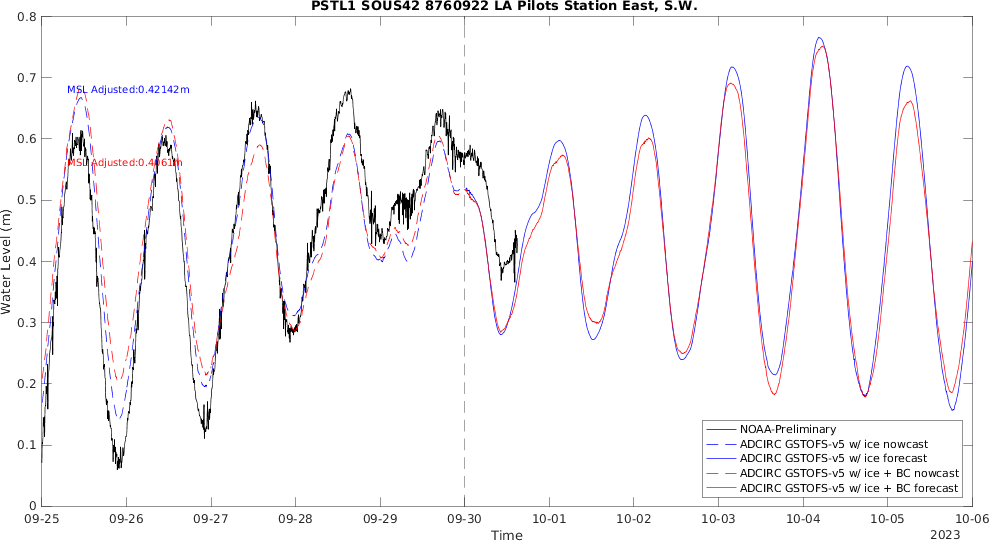 PSTL1 SOUS42 8760922 LA Pilots Station East, S.W.
0.8
0.7
0.6
0.5
0.4
0.3
0.2
0.1
0
Water Level (m)
MSL Adjusted:0.42142m
MSL Adjusted:0.4061m
NOAA-Preliminary
ADCIRC GSTOFS-v5 w/ ice nowcast
ADCIRC GSTOFS-v5 w/ ice forecast
ADCIRC GSTOFS-v5 w/ ice + BC nowcast
ADCIRC GSTOFS-v5 w/ ice + BC forecast
09-25 09-26 09-27 09-28 09-29 09-30 10-01 10-02 10-03 10-04 10-05 10-06
Time
2023